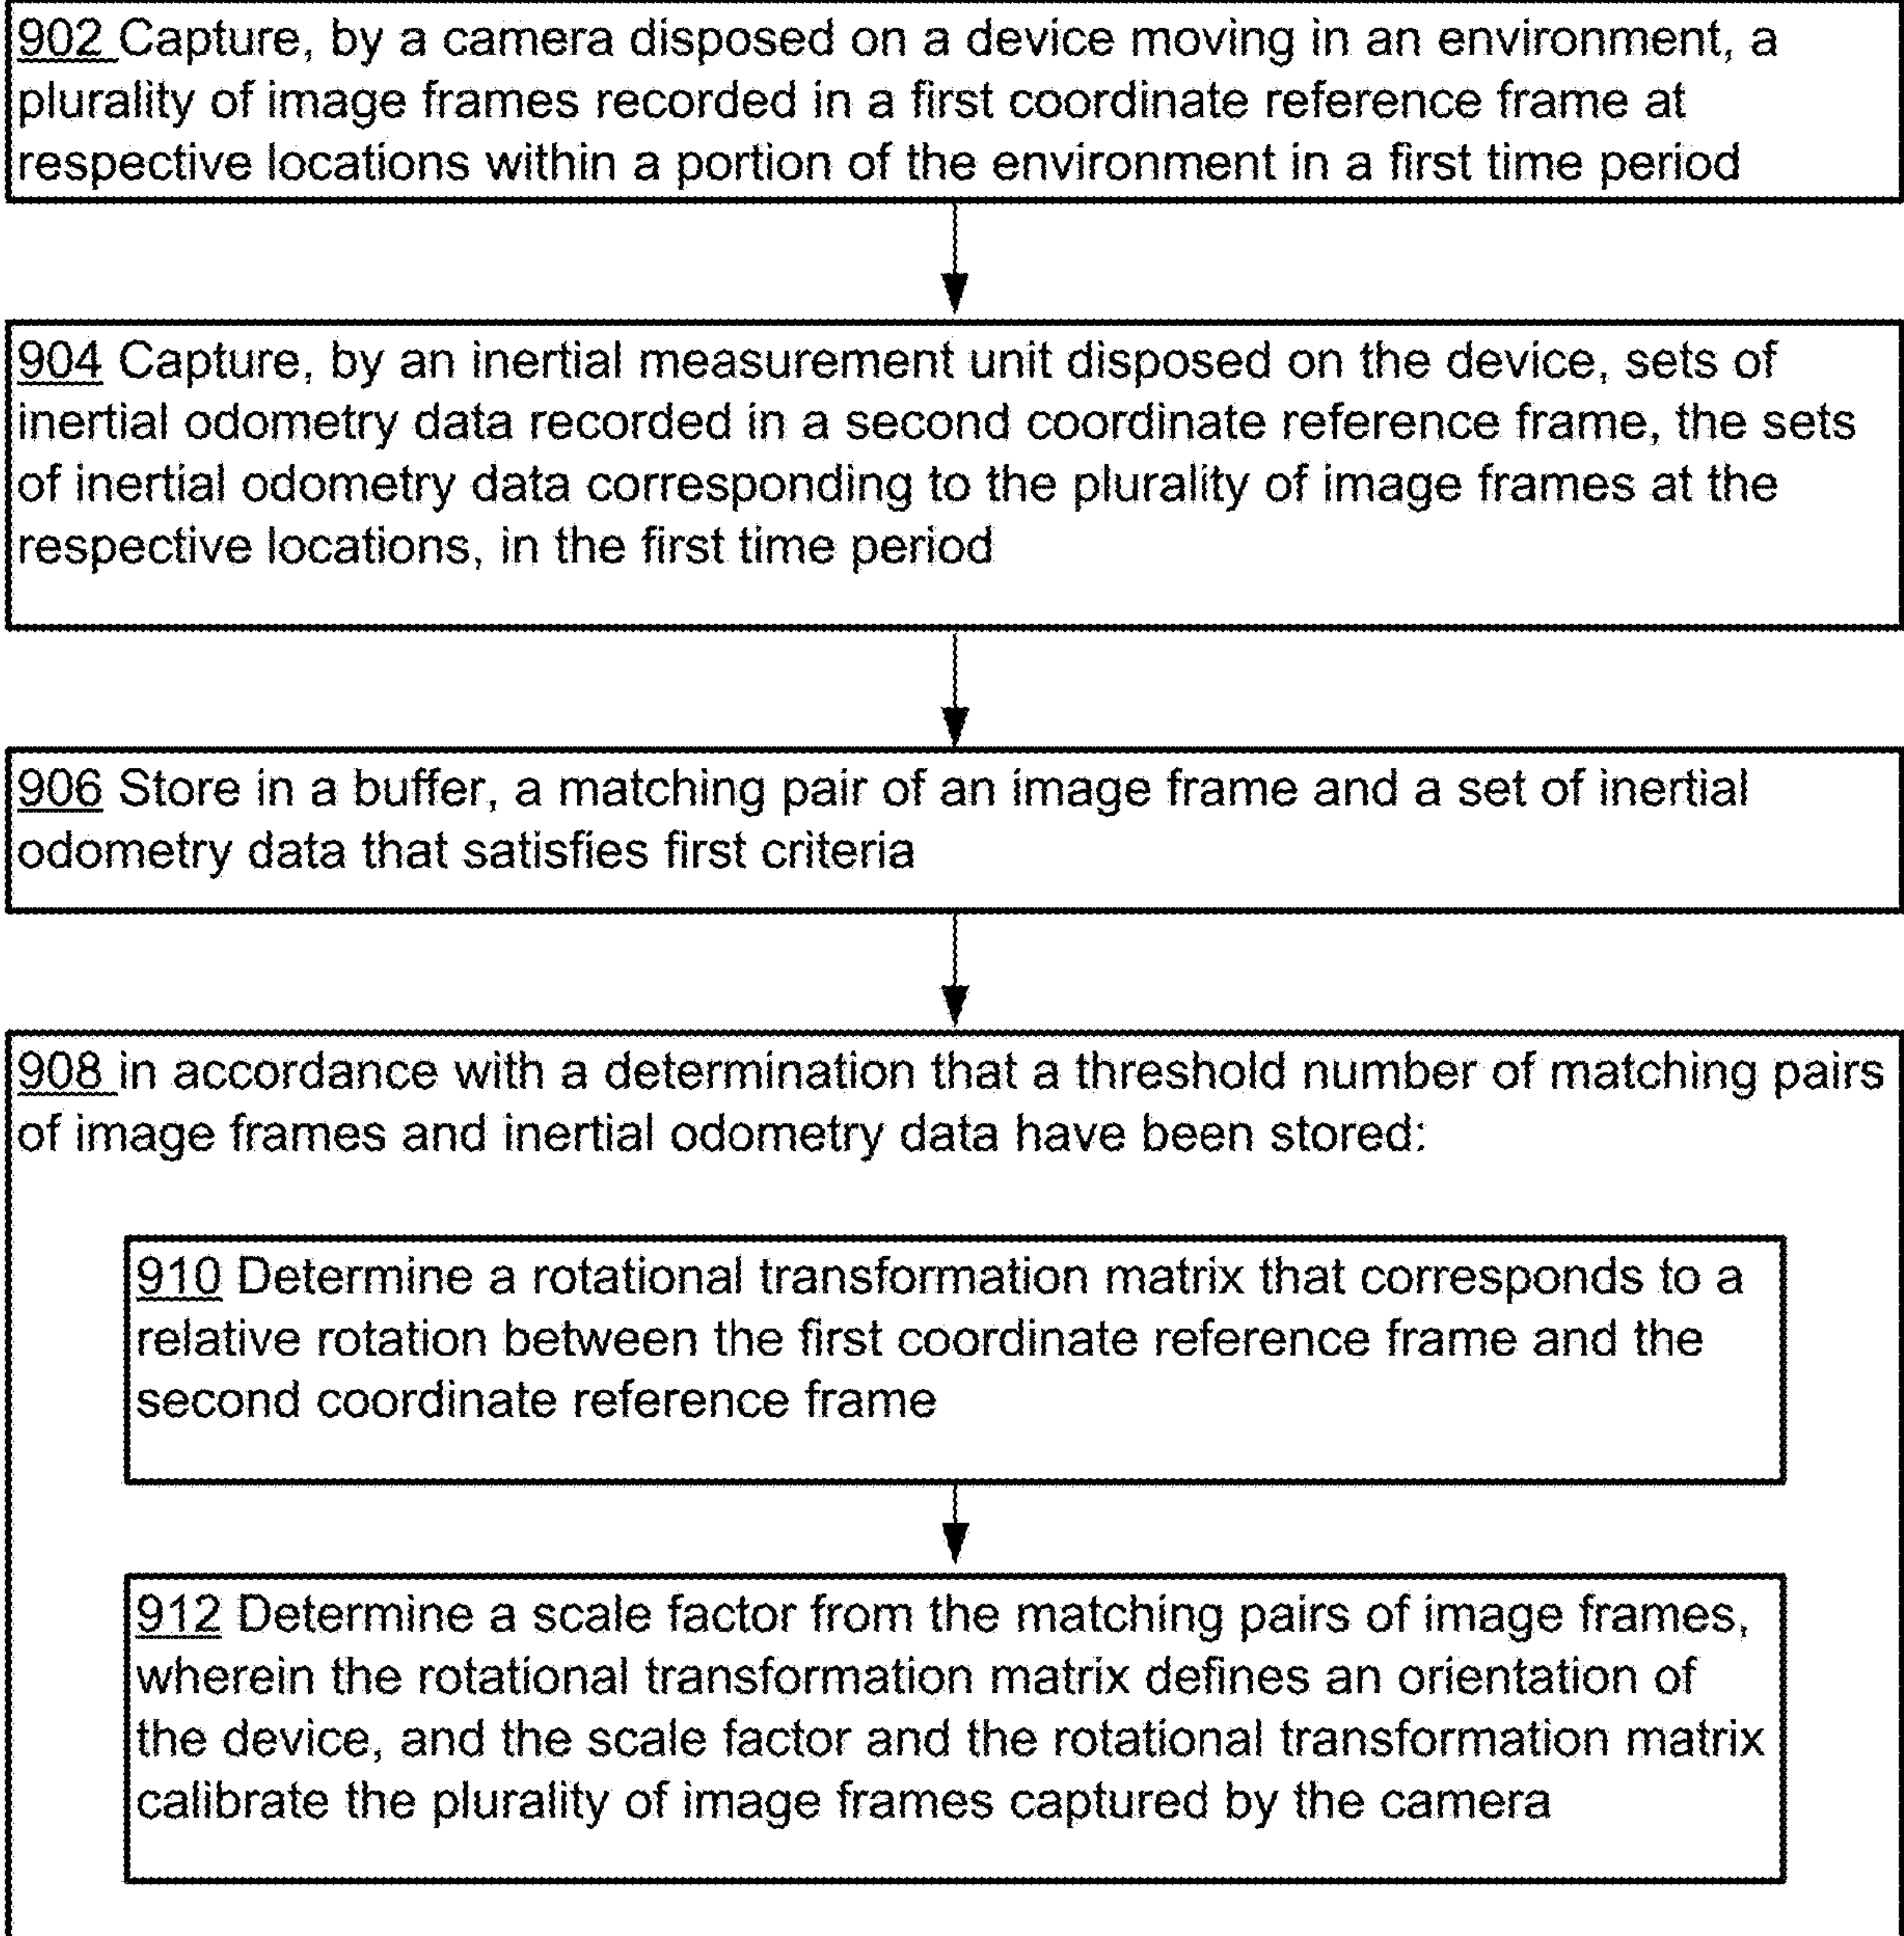 902 Capture, by a camera disposed on a device moving in an environment, a
plurality of image frames recorded in a first coordinate reference frame at
respective locations within a portion of the environment in a first time period
904 Capture, by an inertial measurement unit disposed on the device, sets of
inertial odometry data recorded in a second coordinate reference frame, the sets
of inertial odometry data corresponding to the plurality of image frames at the
respective locations, in the first time period
906 Store in a buffer, a matching pair of an image frame and a set of inertial
odometry data that satisfies first criteria
908 in accordance with a determination that a threshold number of matching pairs
of image frames and inertial odometry data have been stored:
910 Determine a rotational transformation matrix that corresponds to a
relative rotation between the first coordinate reference frame and the
second coordinate reference frame
912 Determine a scale factor from the matching pairs of image frames,
wherein the rotational transformation matrix defines an orientation of
the device, and the scale factor and the rotational transformation matrix
calibrate the plurality of image frames captured by the camera